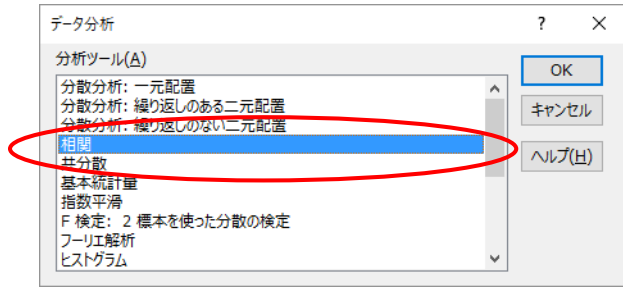 データ分析
? ×
分析ツール(A)
分散分析: 一元配置
分散分析: 繰り返しのある二元配置
分散分析: 繰り返しのない二元配置
相関
共分散
基本統計量
指数平滑
F 検定: 2 標本を使った分散の検定
フーリエ解析
ヒストグラム
OK
キャンセル
ヘルプ(H)